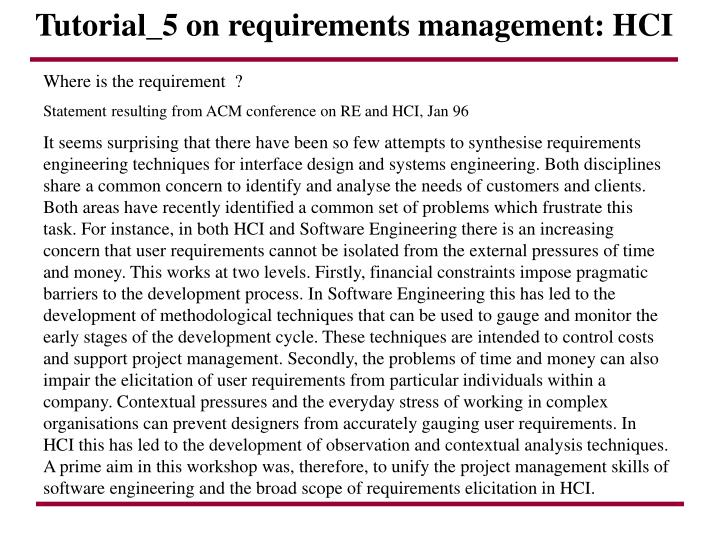 Tutorial_5 on requirements management: HCI
Where is the requirement  ?
Statement resulting from ACM conference on RE and HCI, Jan 96
It seems surprising that there have been so few attempts to synthesise requirements
engineering techniques for interface design and systems engineering. Both disciplines
share a common concern to identify and analyse the needs of customers and clients.
Both areas have recently identified a common set of problems which frustrate this
task. For instance, in both HCI and Software Engineering there is an increasing
concern that user requirements cannot be isolated from the external pressures of time
and money. This works at two levels. Firstly, financial constraints impose pragmatic
barriers to the development process. In Software Engineering this has led to the
development of methodological techniques that can be used to gauge and monitor the
early stages of the development cycle. These techniques are intended to control costs
and support project management. Secondly, the problems of time and money can also
impair the elicitation of user requirements from particular individuals within a
company. Contextual pressures and the everyday stress of working in complex
organisations can prevent designers from accurately gauging user requirements. In
HCI this has led to the development of observation and contextual analysis techniques.
A prime aim in this workshop was, therefore, to unify the project management skills of
software engineering and the broad scope of requirements elicitation in HCI.